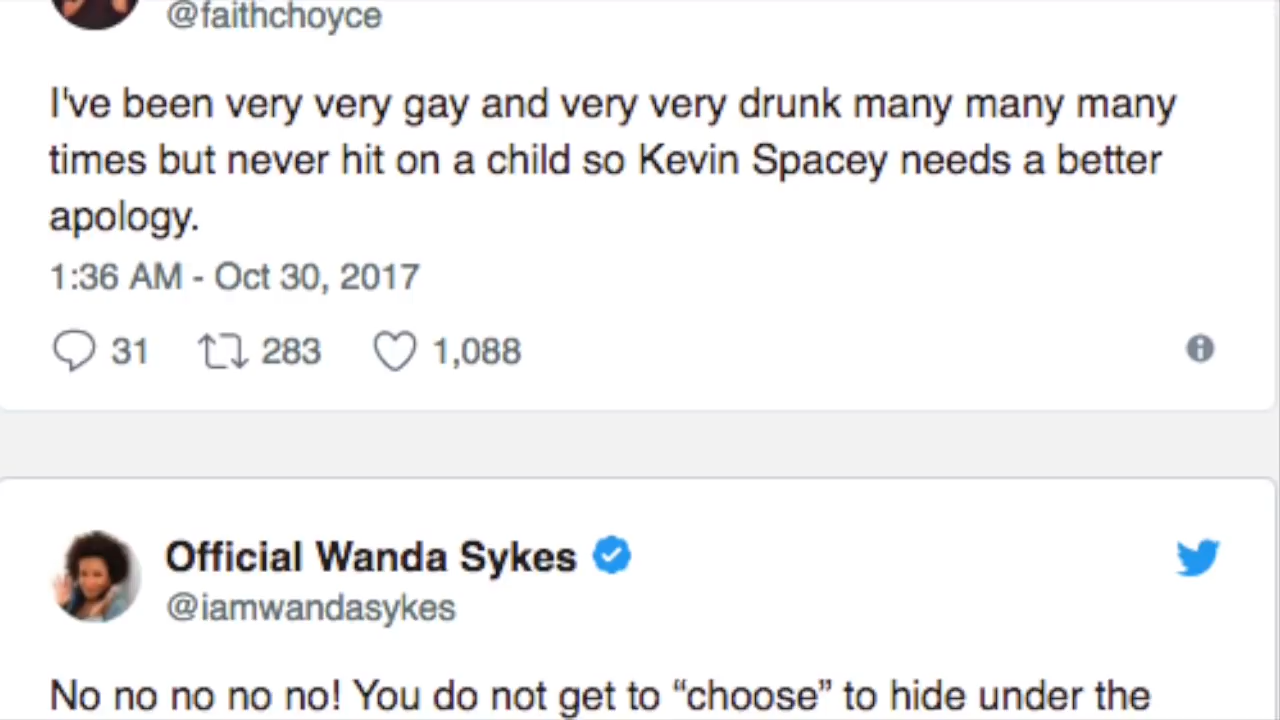 @faithchoyce
I've been very very gay and very very drunk many many many
times but never hit on a child so Kevin Spacey needs a better
apology.
1:36 AM - Oct 30, 2017
31 283 1,088
Official Wanda Sykes
@iamwandasykes
No no no no no! You do not get to “choose” to hide under the